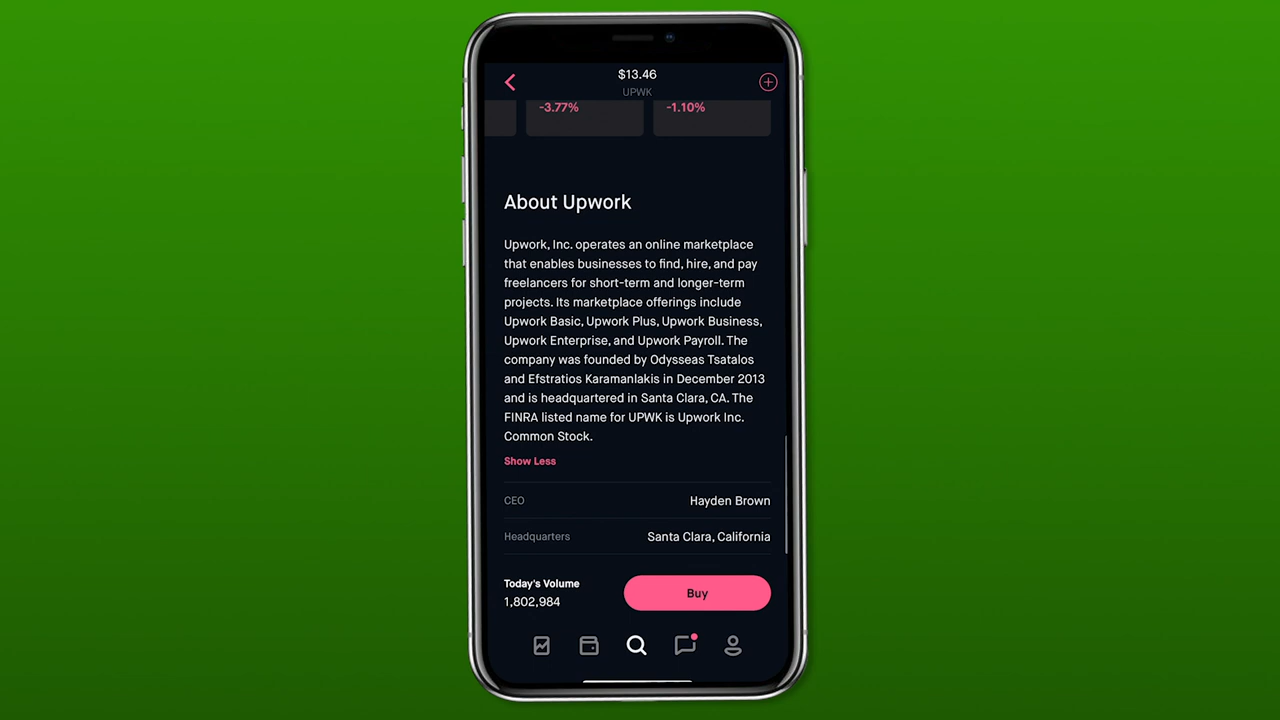 $13.46
UPWK
-3.77%
-1.10%
About Upwork
Upwork, Inc. operates an online marketplace
that enables businesses to find, hire, and pay
freelancers for short-term and longer-term
projects. Its marketplace offerings include
Upwork Basic, Upwork Plus, Upwork Business,
Upwork Enterprise, and Upwork Payroll. The
company was founded by Odysseas Tsatalos
and Efstratios Karamanlakis in December 2013
and is headquartered in Santa Clara, CA. The
FINRA listed name for UPWK is Upwork Inc.
Common Stock.
Show Less
CEO Hayden Brown
Headquarters Santa Clara, California
Today's Volume
1,802,984
Buy